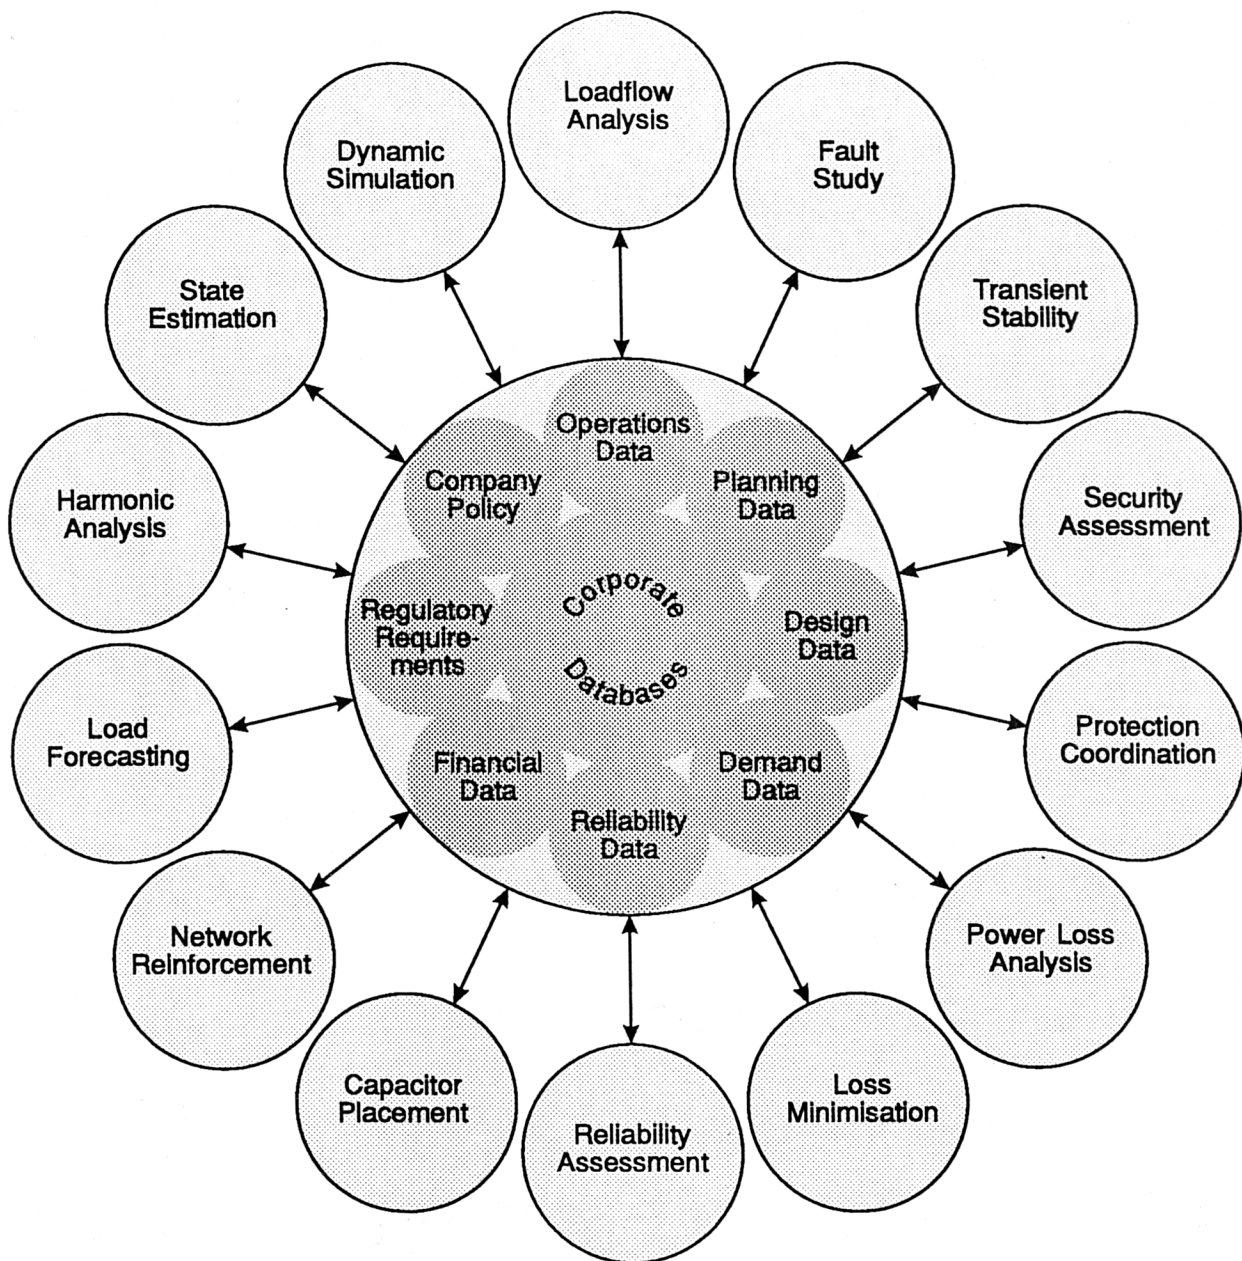 Loadflow
Analysis
Fault
Study
Transient
Stability
Security
Assessment
Protection
Coordination
Power Loss
Analysis
Loss
Minimisation
Reliability
Assessment
Capacitor
Placement
Network
Reinforcement
Load
Forecasting
Harmonic
Analysis
State
Estimation
Dynamic
Simulation
Operations
Data
Planning
Data
Design
Data
Demand
Data
Reliability
Data
Financial
Data
Regulatory
Require-
ments
Company
Policy
Corporate
Databases